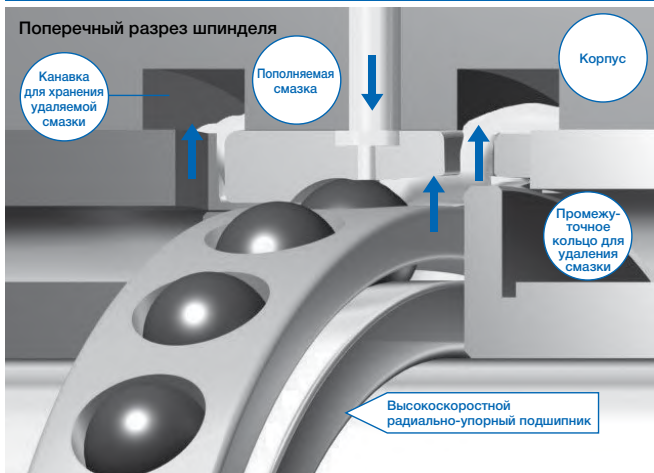 Поперечный разрез шпинделя
Канавка
для хранения
удаляемой
смазки
Пополняемая
смазка
Корпус
Промежу-
точное
кольцо для
удаления
смазки
Высокоскоростной
радиально-упорный подшипник